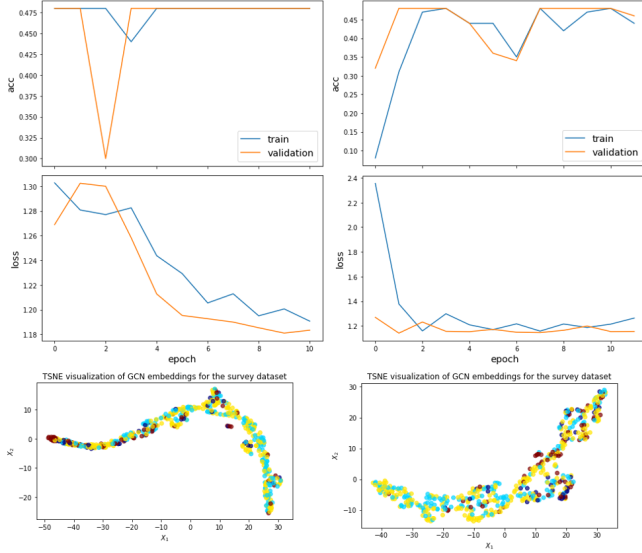 0.475
0.450
0.425
0.400
0.375
0.350
0.325
0.300
acc
train
validation
0.45
0.40
0.35
0.30
0.25
0.20
0.15
0.10
acc
train
validation
1.30
1.28
1.26
1.24
1.22
1.20
1.18
loss
0 2 4 6 8 10
epoch
2.4
2.2
2.0
1.8
1.6
1.4
1.2
loss
0 2 4 6 8 10
epoch
TSNE visualization of GCN embeddings for the survey dataset
10
0
−10
−20
X₂
−50 −40 −30 −20 −10 0 10 20 30
X₁
TSNE visualization of GCN embeddings for the survey dataset
30
20
10
0
−10
X₂
−40 −30 −20 −10 0 10 20 30
X₁